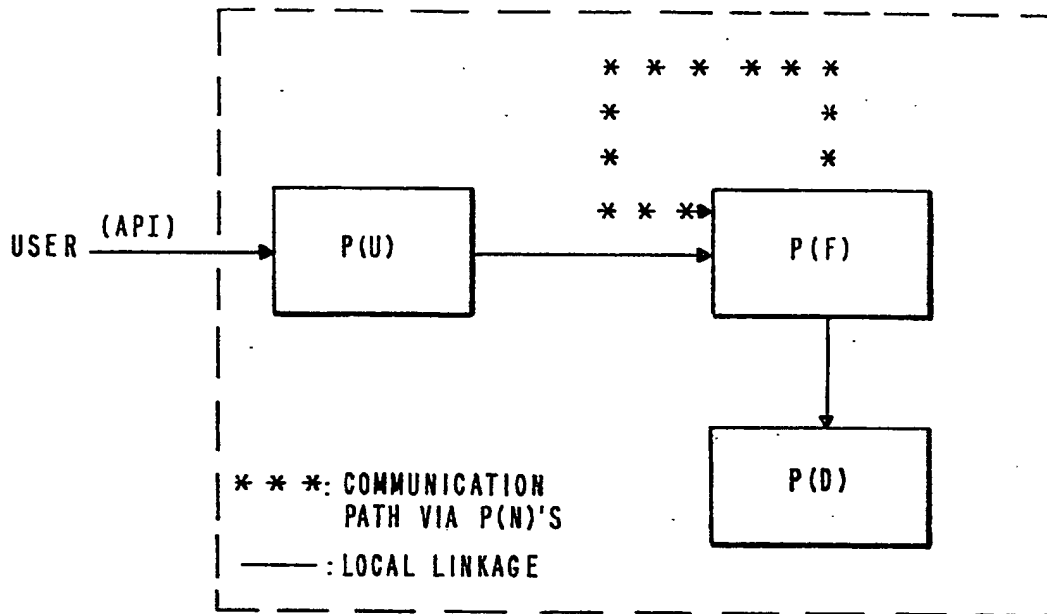 (API)
USER
P(U)
P(F)
P(D)
* * *: COMMUNICATION
PATH VIA P(N)'S
———: LOCAL LINKAGE